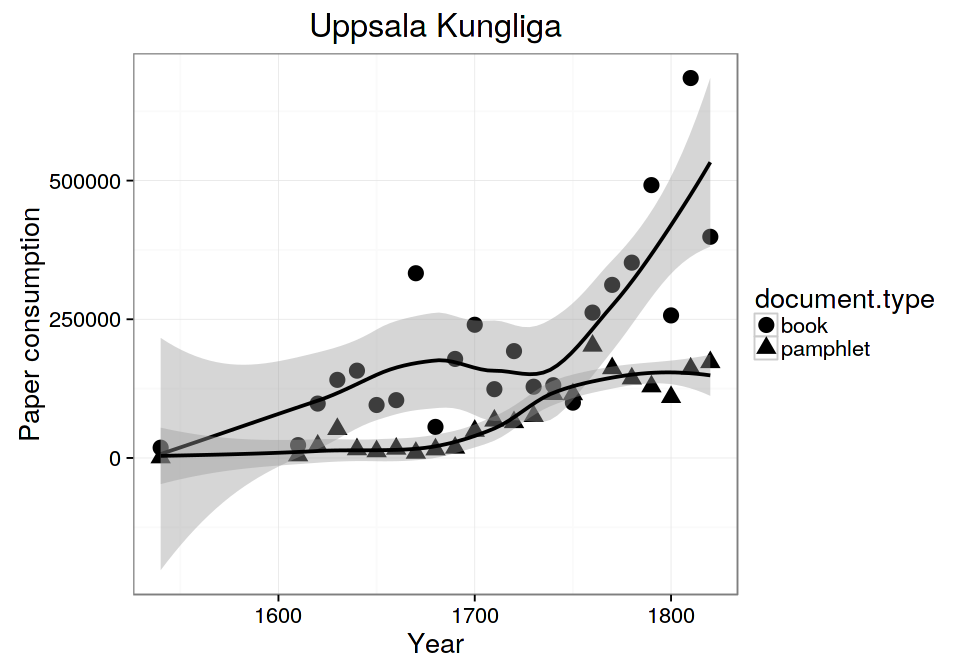 Uppsala Kungliga
Paper consumption
500000
250000
0
1600
1700
1800
Year
document.type
book
pamphlet